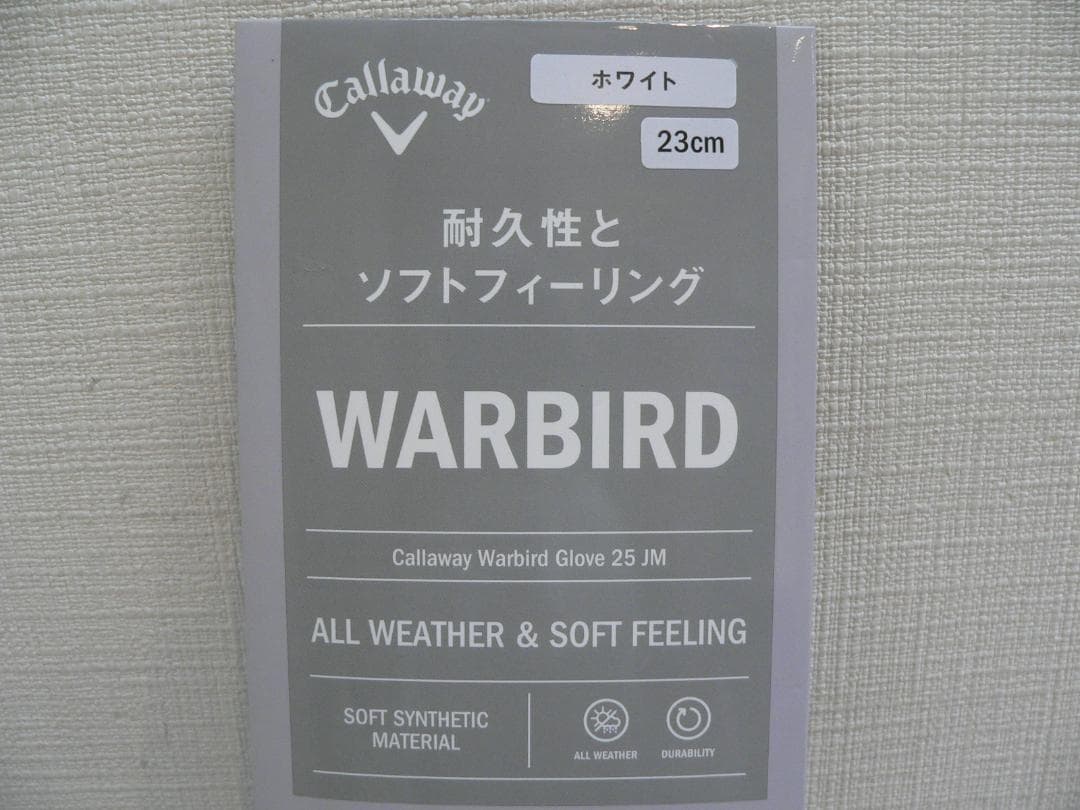 Callaway
ホワイト
23cm
耐久性と
ソフトフィーリング
WARBIRD
Callaway Warbird Glove 25 JM
ALL WEATHER & SOFT FEELING
SOFT SYNTHETIC
MATERIAL
ALL WEATHER
DURABILITY